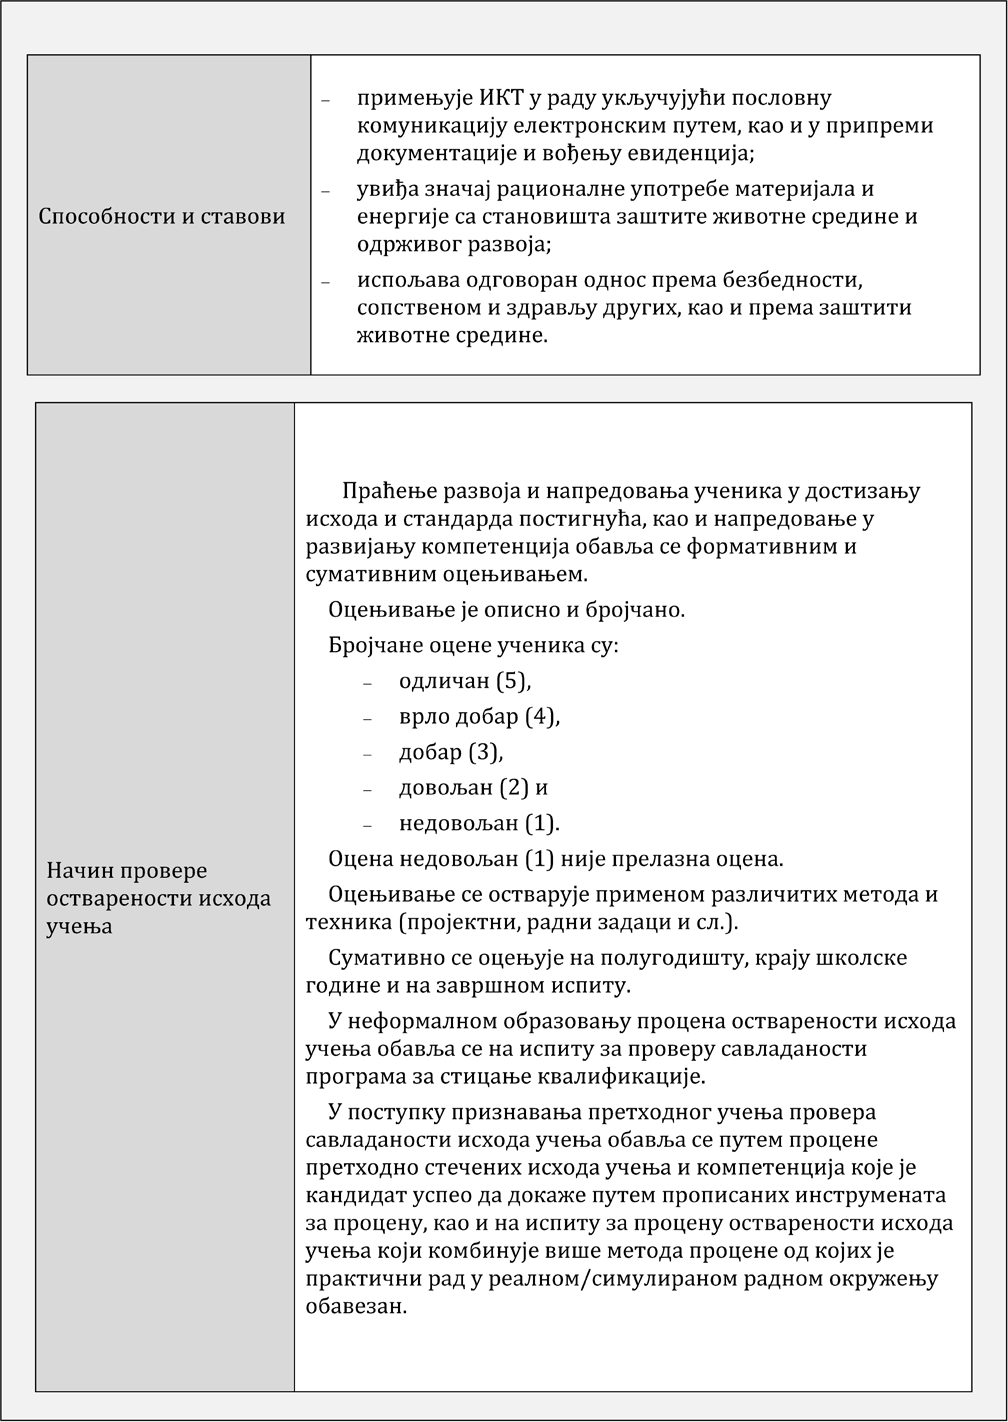 Способности и ставови
– примењује ИКТ у раду укључујући пословну
комуникацију електронским путем, као и у припреми
документације и вођењу евиденција;
– увиђа значај рационалне употребе материјала и
енергије са становишта заштите животне средине и
одрживог развоја;
– испољава одговоран однос према безбедности,
сопственом и здрављу других, као и према заштити
животне средине.
Начин провере
остварености исхода
учења
Праћење развоја и напредовања ученика у достизању
исхода и стандарда постигнућа, као и напредовање у
развијању компетенција обавља се формативним и
сумативним оцењивањем.
Оцењивање је описно и бројчано.
Бројчане оцене ученика су:
– одличан (5),
– врло добар (4),
– добар (3),
– довољан (2) и
– недовољан (1).
Оцена недовољан (1) није прелазна оцена.
Оцењивање се остварује применом различитих метода и
техника (пројектни, радни задаци и сл.).
Сумативно се оцењује на полугодишту, крају школске
године и на завршном испиту.
У неформалном образовању процена остварености исхода
учења обавља се на испиту за проверу савладаности
програма за стицање квалификације.
У поступку признавања претходног учења провера
савладаности исхода учења обавља се путем процене
претходно стечених исхода учења и компетенција које је
кандидат успео да докаже путем прописаних инструмената
за процену, као и на испиту за процену остварености исхода
учења који комбинује више метода процене од којих је
практични рад у реалном/симулираном радном окружењу
обавезан.